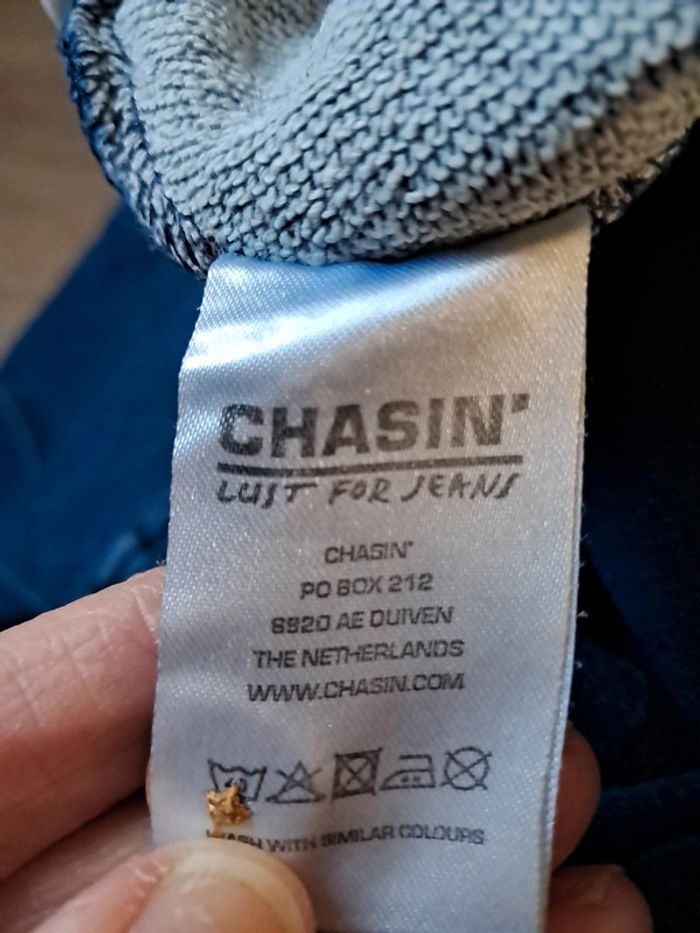 CHASIN'
LUST FOR JEANS
CHASIN'
PO BOX 212
6920 AE DUIVEN
THE NETHERLANDS
WWW.CHASIN.COM
WASH WITH SIMILAR COLOURS